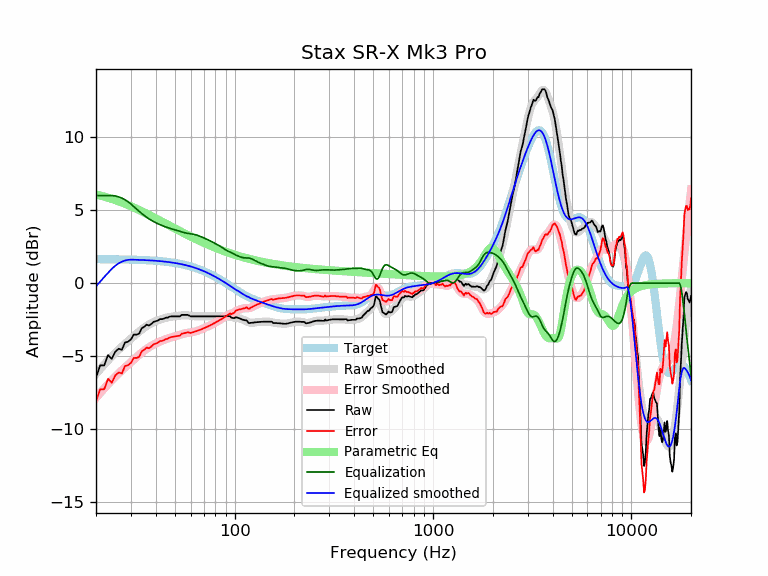 Stax SR-X Mk3 Pro
Amplitude (dBr)
10
5
0
−5
−10
−15
Target
Raw Smoothed
Error Smoothed
Raw
Error
Parametric Eq
Equalization
Equalized smoothed
100 1000 10000
Frequency (Hz)